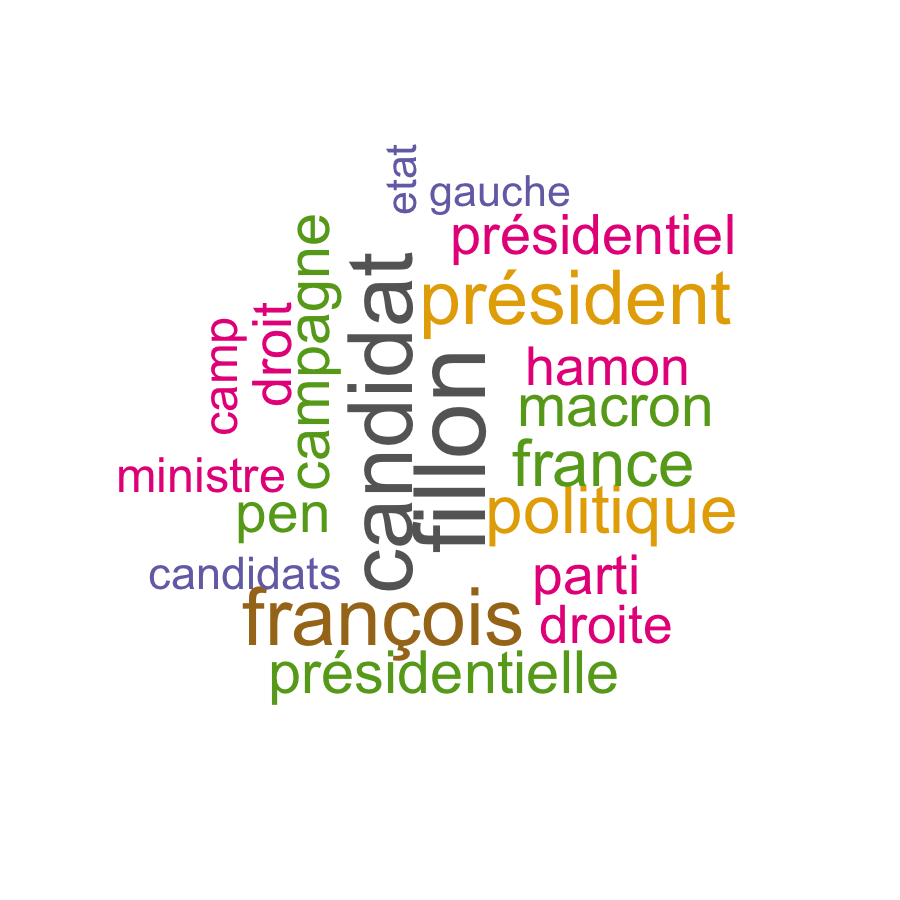 etat
gauche
présidentiel
campagne
candidat
président
droit
camp
fillon
hamon
macron
france
ministre
pen
politique
candidats
parti
françois
droite
présidentielle